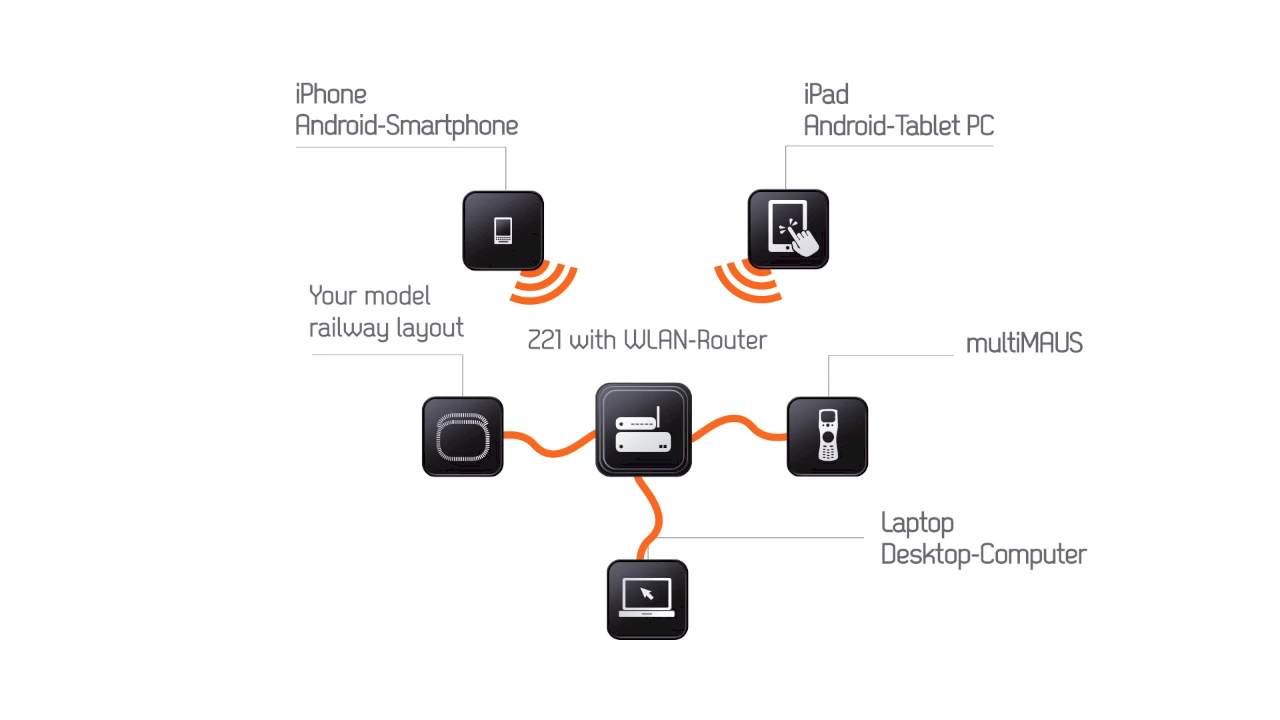 iPhone
Android-Smartphone
iPad
Android-Tablet PC
Your model
railway layout
Z21 with WLAN-Router
multiMAUS
Laptop
Desktop-Computer